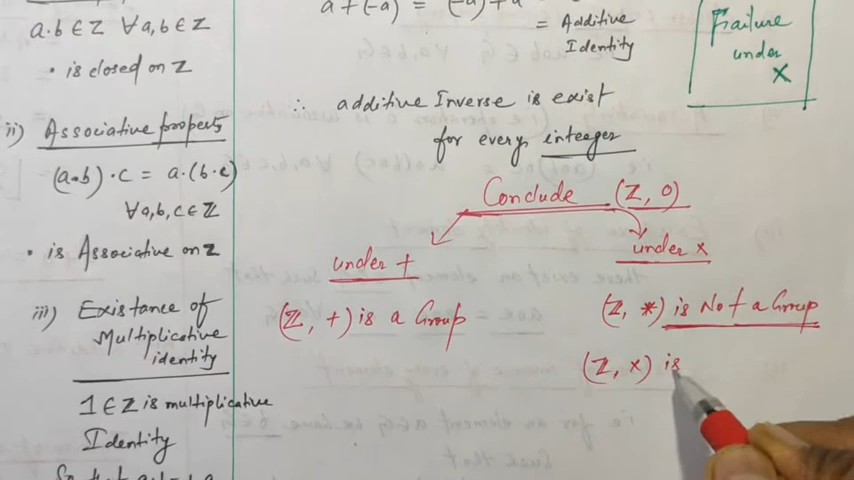 a.b ∈ Z ∀ a,b ∈ Z
• is closed on Z
ii) Associative property
(a.b).c = a.(b.c)
∀ a,b,c ∈ Z
• is Associative on Z
iii) Existance of
Multiplicative
identity
1 ∈ Z is multiplicative
Identity
a + (-a) = (-a) + a
= Additive
Identity
∴ additive Inverse is exist
for every integer
Failure
under
×
Conclude (Z, 0)
under +
under ×
(Z, +) is a Group
(Z, *) is Not a Group
(Z, ×) is